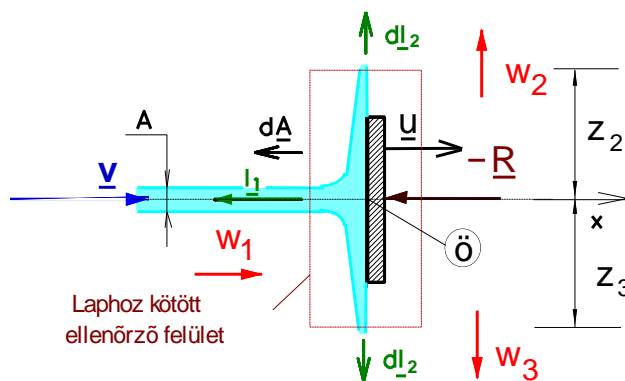 dl₂
w₂
A
dA
u
z₂
v
l₁
-R
x
w₁
ö
z₃
Laphoz kötött
ellenõrzõ felület
w₃
dl₂